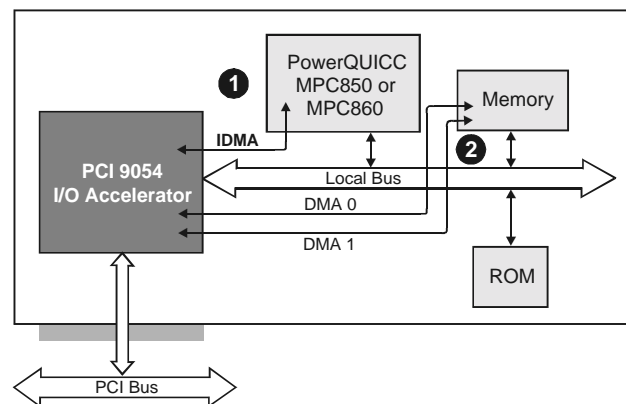 1
PowerQUICC
MPC850 or
MPC860
Memory
IDMA
2
PCI 9054
I/O Accelerator
Local Bus
DMA 0
DMA 1
ROM
PCI Bus